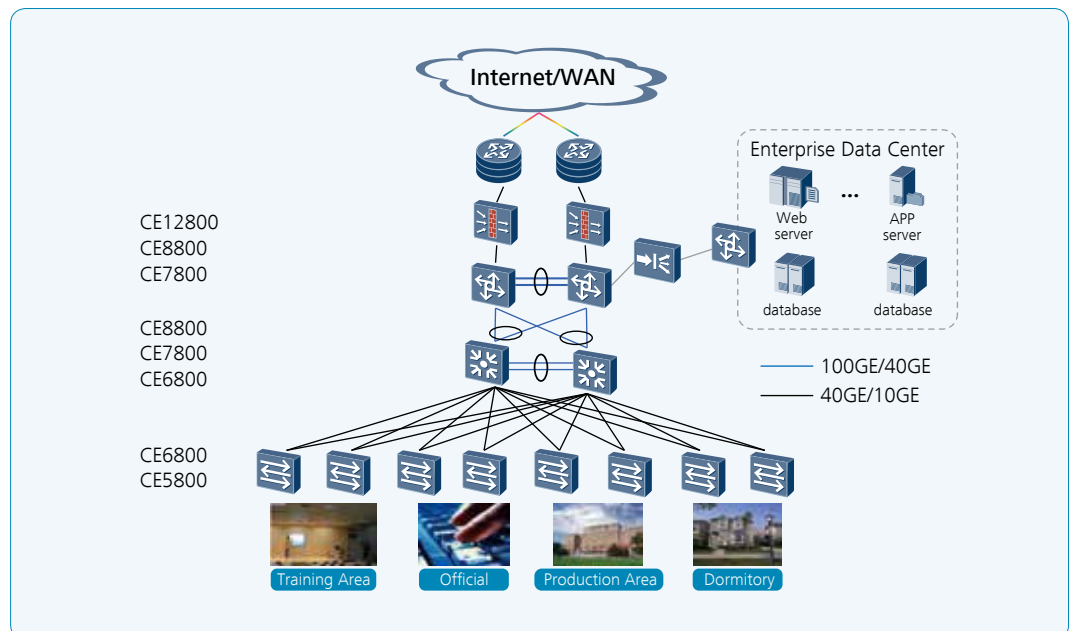 Internet/WAN
Enterprise Data Center
...
Web
server
APP
server
database
database
CE12800
CE8800
CE7800
CE8800
CE7800
CE6800
100GE/40GE
40GE/10GE
CE6800
CE5800
Training Area
Official
Production Area
Dormitory